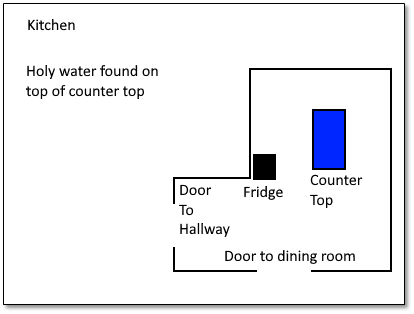 Kitchen
Holy water found on
top of counter top
Door
To
Hallway
Fridge
Counter
Top
Door to dining room